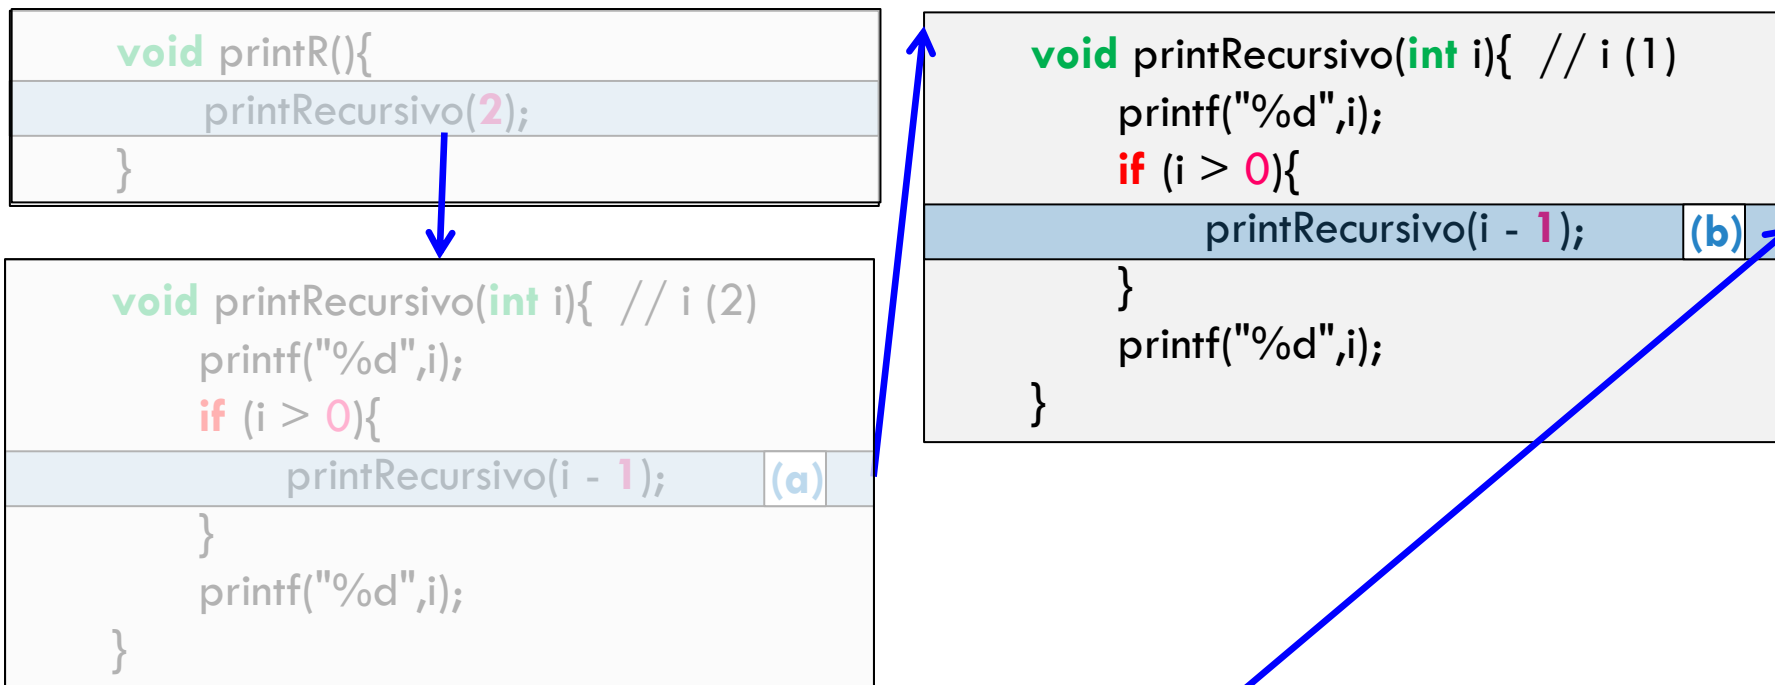 void printR(){
printRecursivo(2);
}
void printRecursivo(int i){ // i (2)
printf("%d",i);
if (i > 0){
printRecursivo(i - 1); (a)
}
printf("%d",i);
}
void printRecursivo(int i){ // i (1)
printf("%d",i);
if (i > 0){
printRecursivo(i - 1); (b)
}
printf("%d",i);
}